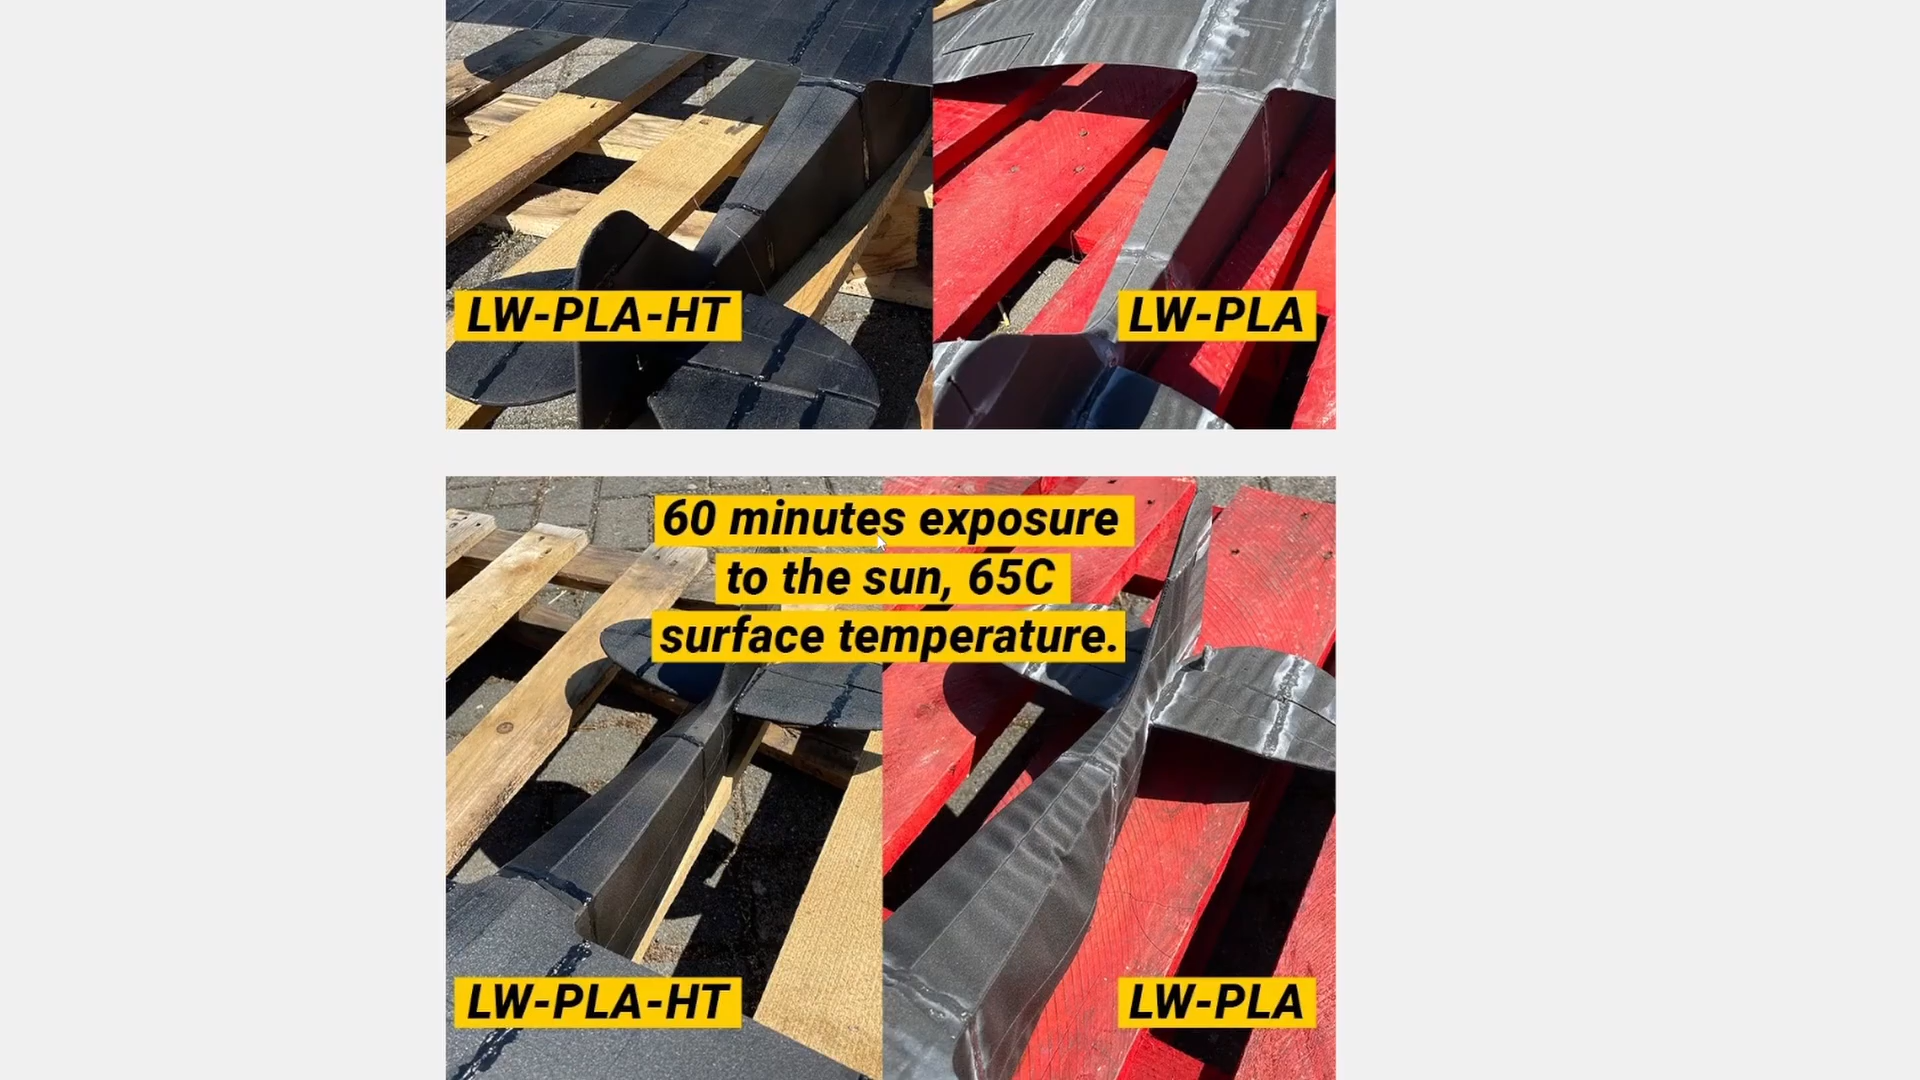 LW-PLA-HT
LW-PLA
60 minutes exposure
to the sun, 65C
surface temperature.
LW-PLA-HT
LW-PLA